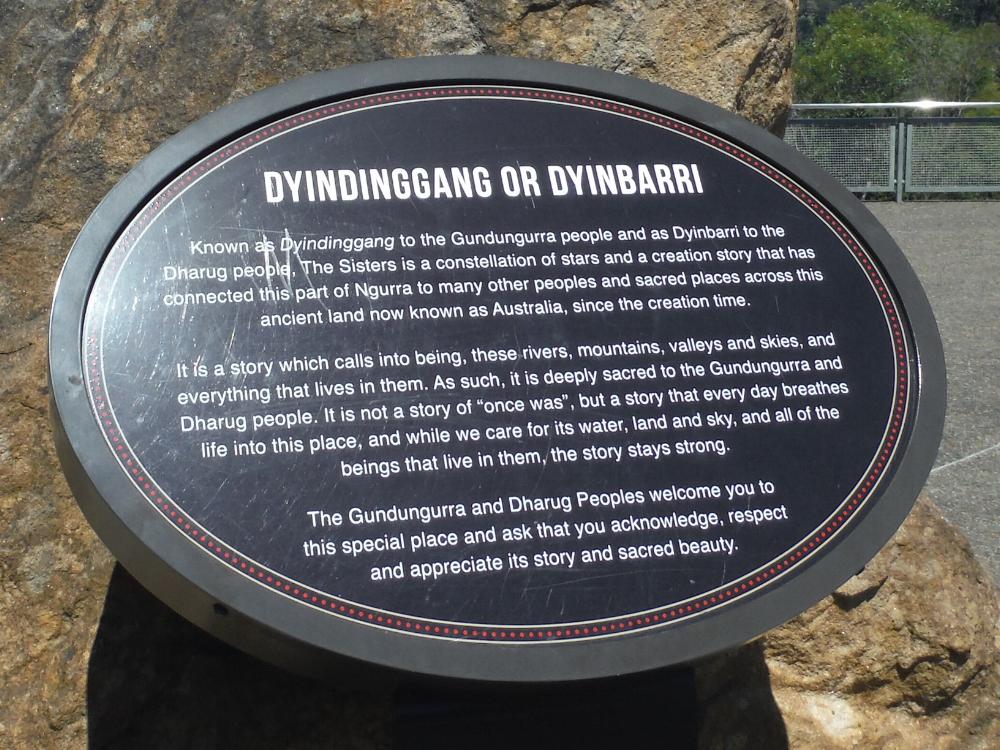 DYINDINGGANG OR DYINBARRI
Known as Dyindinggang to the Gundungurra people and as Dyinbarri to the
Dharug people, The Sisters is a constellation of stars and a creation story that has
connected this part of Ngurra to many other peoples and sacred places across this
ancient land now known as Australia, since the creation time.
It is a story which calls into being, these rivers, mountains, valleys and skies, and
everything that lives in them. As such, it is deeply sacred to the Gundungurra and
Dharug people. It is not a story of “once was”, but a story that every day breathes
life into this place, and while we care for its water, land and sky, and all of the
beings that live in them, the story stays strong.
The Gundungurra and Dharug Peoples welcome you to
this special place and ask that you acknowledge, respect
and appreciate its story and sacred beauty.